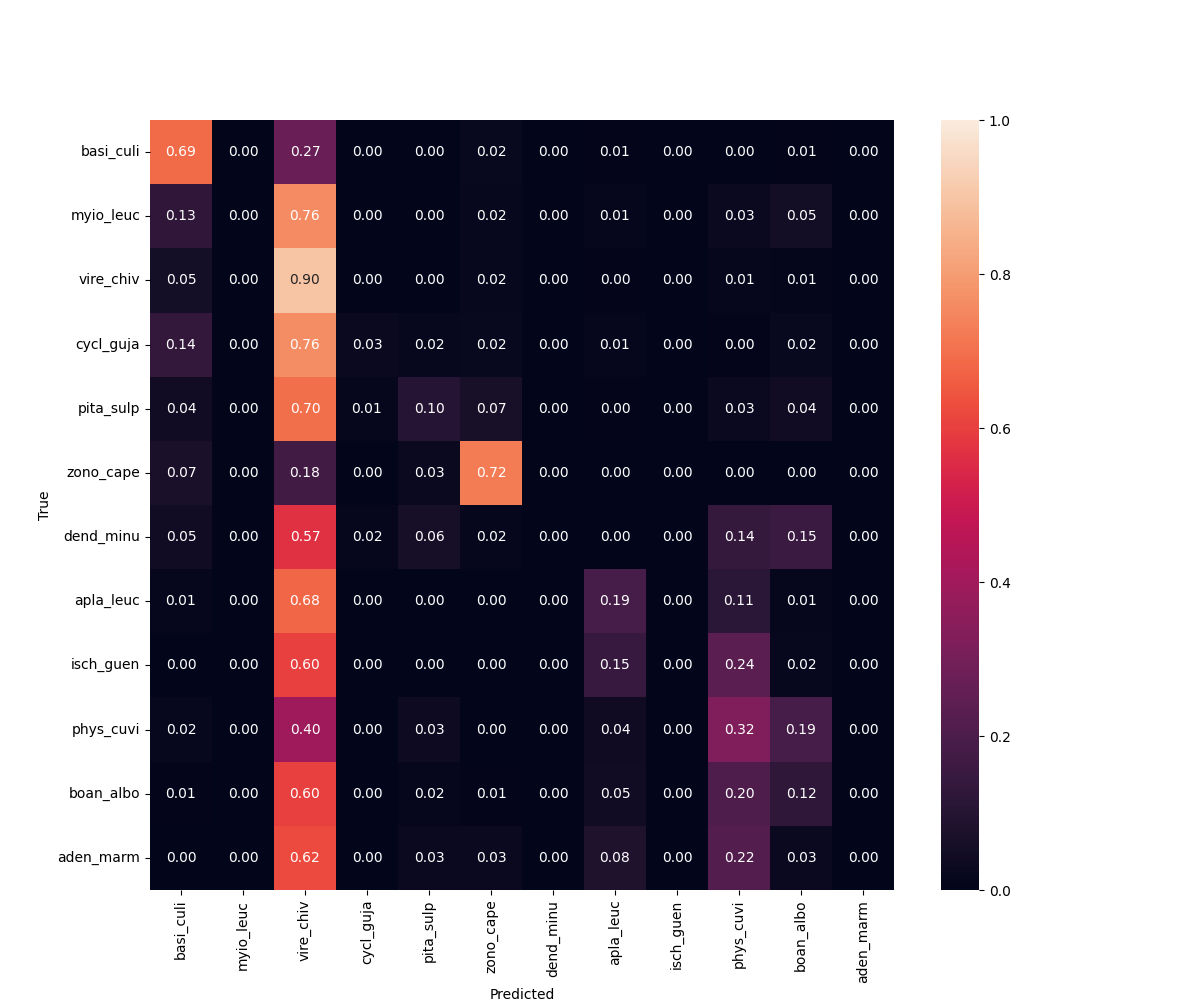 basi_culi 0.69 0.00 0.27 0.00 0.00 0.02 0.00 0.01 0.00 0.00 0.01 0.00
myio_leuc 0.13 0.00 0.76 0.00 0.00 0.02 0.00 0.01 0.00 0.03 0.05 0.00
vire_chiv 0.05 0.00 0.90 0.00 0.00 0.02 0.00 0.00 0.00 0.01 0.01 0.00
cycl_guja 0.14 0.00 0.76 0.03 0.02 0.02 0.00 0.01 0.00 0.00 0.02 0.00
pita_sulp 0.04 0.00 0.70 0.01 0.10 0.07 0.00 0.00 0.00 0.03 0.04 0.00
zono_cape 0.07 0.00 0.18 0.00 0.03 0.72 0.00 0.00 0.00 0.00 0.00 0.00
dend_minu 0.05 0.00 0.57 0.02 0.06 0.02 0.00 0.00 0.00 0.14 0.15 0.00
apla_leuc 0.01 0.00 0.68 0.00 0.00 0.00 0.00 0.19 0.00 0.11 0.01 0.00
isch_guen 0.00 0.00 0.60 0.00 0.00 0.00 0.00 0.15 0.00 0.24 0.02 0.00
phys_cuvi 0.02 0.00 0.40 0.00 0.03 0.00 0.00 0.04 0.00 0.32 0.19 0.00
boan_albo 0.01 0.00 0.60 0.00 0.02 0.01 0.00 0.05 0.00 0.20 0.12 0.00
aden_marm 0.00 0.00 0.62 0.00 0.03 0.03 0.00 0.08 0.00 0.22 0.03 0.00
True
basi_culi myio_leuc vire_chiv cycl_guja pita_sulp zono_cape dend_minu apla_leuc isch_guen phys_cuvi boan_albo aden_marm
Predicted
1.0
0.8
0.6
0.4
0.2
0.0